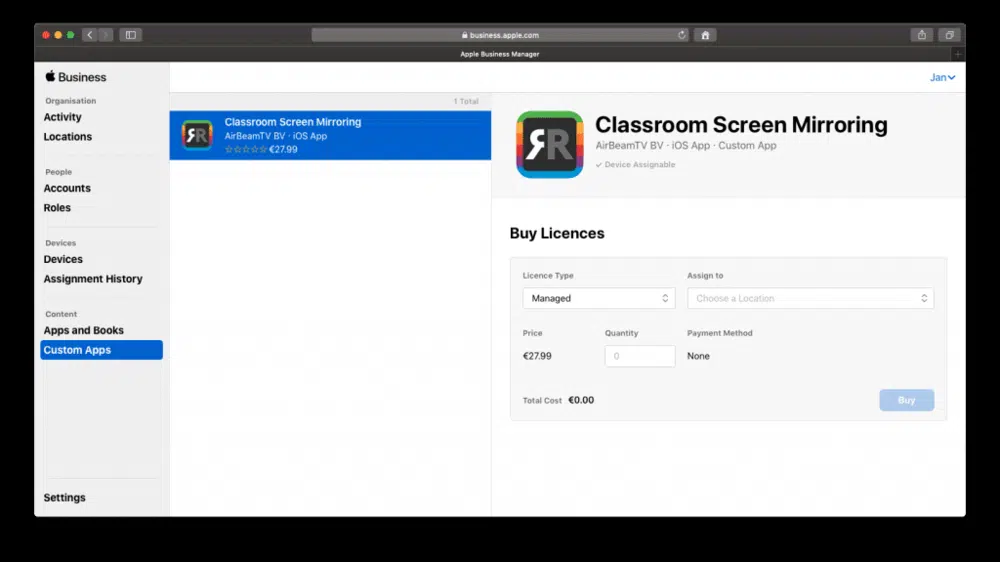 business.apple.com
Apple Business Manager
Business
Jan
Organisation
Activity
Locations
People
Accounts
Roles
Devices
Devices
Assignment History
Content
Apps and Books
Custom Apps
Settings
1 Total
Classroom Screen Mirroring
AirBeamTV BV · iOS App
☆☆☆☆☆ €27.99
RR
Classroom Screen Mirroring
AirBeamTV BV · iOS App · Custom App
✓ Device Assignable
Buy Licences
Licence Type
Assign to
Managed
Choose a Location
Price
Quantity
Payment Method
€27.99
0
None
Total Cost €0.00
Buy